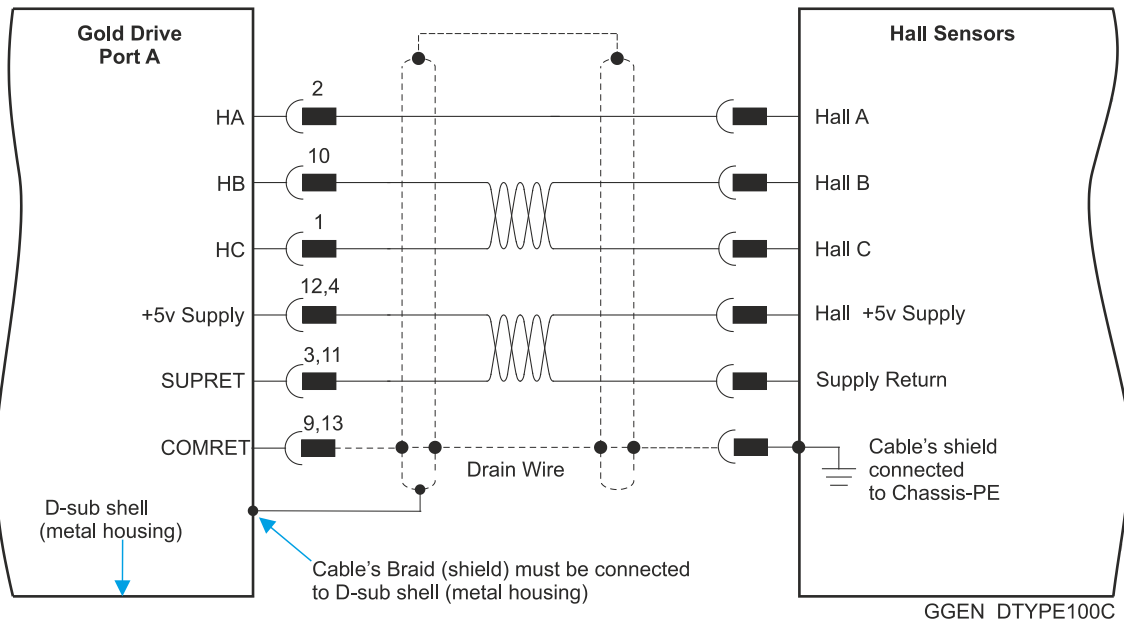 Gold Drive
Port A
Hall Sensors
HA
2
Hall A
HB
10
Hall B
HC
1
Hall C
+5v Supply
12,4
Hall +5v Supply
SUPRET
3,11
Supply Return
COMRET
9,13
Drain Wire
Cable's shield
connected
to Chassis-PE
D-sub shell
(metal housing)
Cable's Braid (shield) must be connected
to D-sub shell (metal housing)
GGEN_DTYPE100C